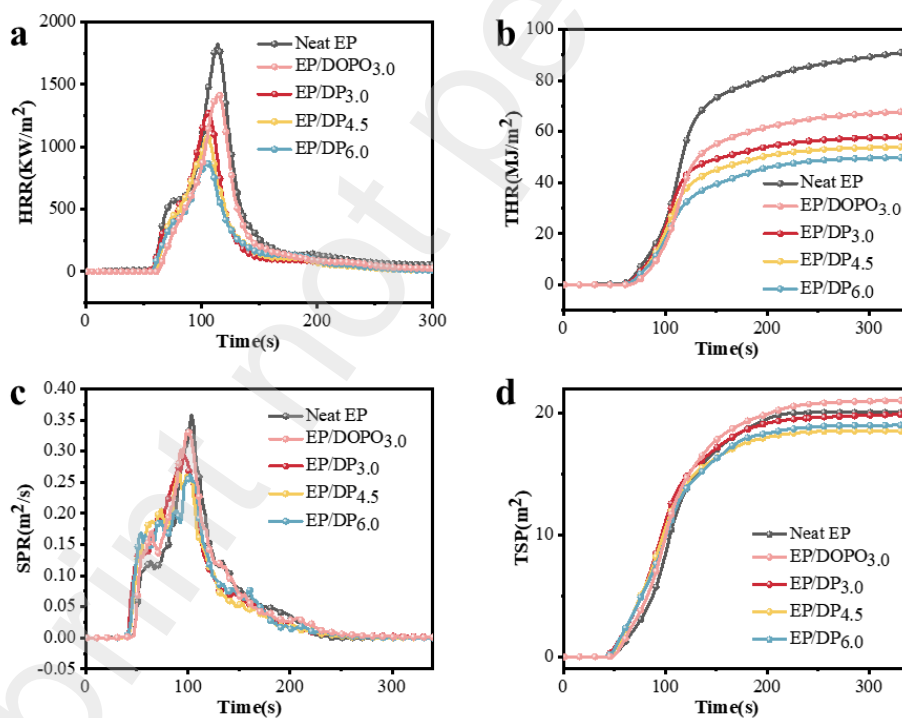 a
2000
1500
1000
500
0
HRR(KW/m²)
Neat EP
EP/DOPO3.0
EP/DP3.0
EP/DP4.5
EP/DP6.0
0 100 200 300
Time(s)
b
100
80
60
40
20
0
THR(MJ/m²)
Neat EP
EP/DOPO3.0
EP/DP3.0
EP/DP4.5
EP/DP6.0
0 100 200 300
Time(s)
c
0.40
0.35
0.30
0.25
0.20
0.15
0.10
0.05
0.00
-0.05
SPR(m²/s)
Neat EP
EP/DOPO3.0
EP/DP3.0
EP/DP4.5
EP/DP6.0
0 100 200 300
Time(s)
d
20
10
0
TSP(m²)
Neat EP
EP/DOPO3.0
EP/DP3.0
EP/DP4.5
EP/DP6.0
0 100 200 300
Time(s)
print not pe